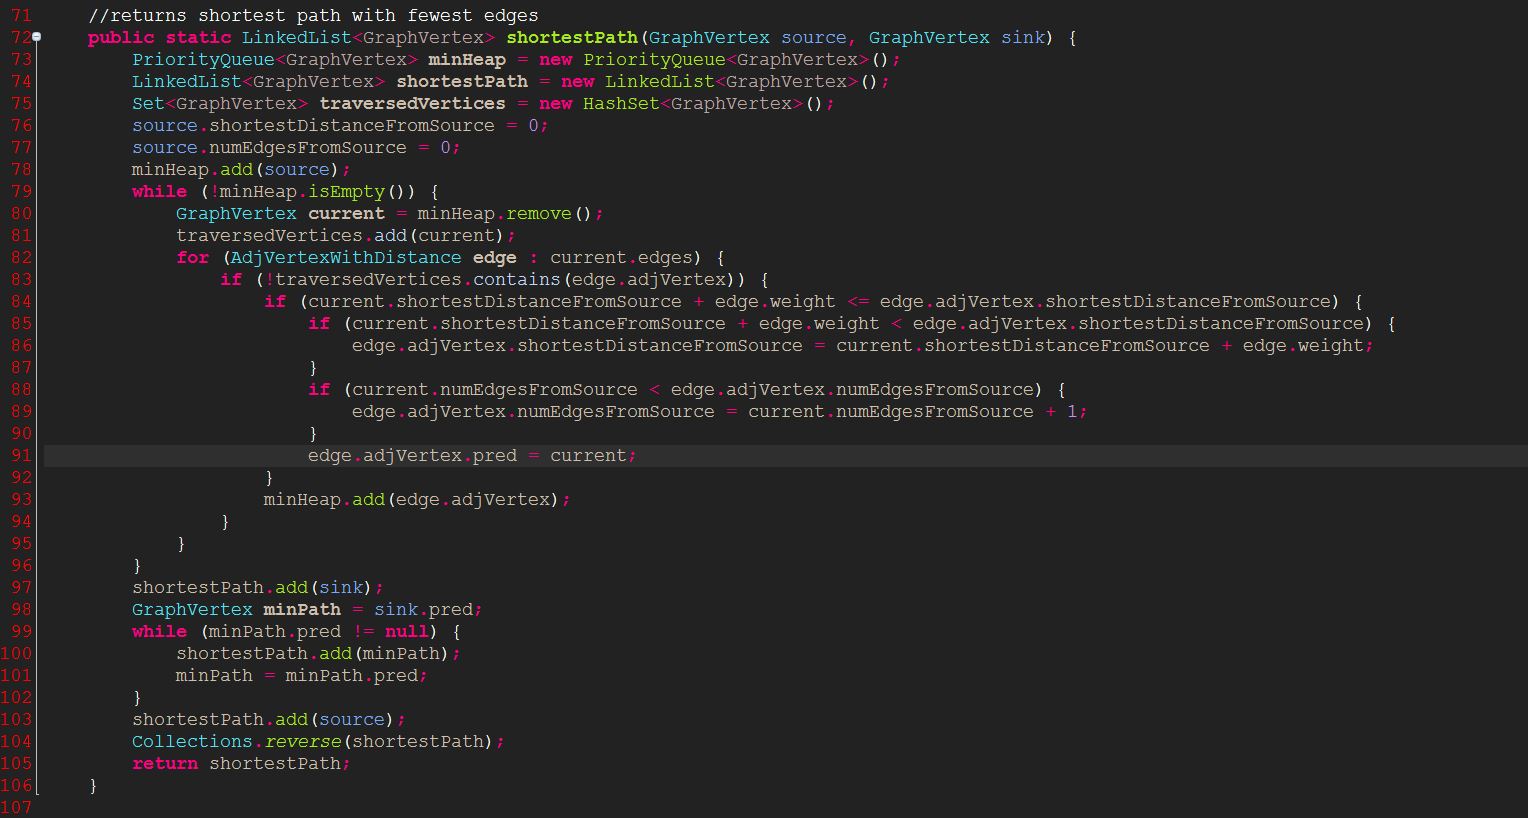 71 //returns shortest path with fewest edges
72 public static LinkedList<GraphVertex> shortestPath(GraphVertex source, GraphVertex sink) {
73 PriorityQueue<GraphVertex> minHeap = new PriorityQueue<GraphVertex>();
74 LinkedList<GraphVertex> shortestPath = new LinkedList<GraphVertex>();
75 Set<GraphVertex> traversedVertices = new HashSet<GraphVertex>();
76 source.shortestDistanceFromSource = 0;
77 source.numEdgesFromSource = 0;
78 minHeap.add(source);
79 while (!minHeap.isEmpty()) {
80 GraphVertex current = minHeap.remove();
81 traversedVertices.add(current);
82 for (AdjVertexWithDistance edge : current.edges) {
83 if (!traversedVertices.contains(edge.adjVertex)) {
84 if (current.shortestDistanceFromSource + edge.weight <= edge.adjVertex.shortestDistanceFromSource) {
85 if (current.shortestDistanceFromSource + edge.weight < edge.adjVertex.shortestDistanceFromSource) {
86 edge.adjVertex.shortestDistanceFromSource = current.shortestDistanceFromSource + edge.weight;
87 }
88 if (current.numEdgesFromSource < edge.adjVertex.numEdgesFromSource) {
89 edge.adjVertex.numEdgesFromSource = current.numEdgesFromSource + 1;
90 }
91 edge.adjVertex.pred = current;
92 }
93 minHeap.add(edge.adjVertex);
94 }
95 }
96 }
97 shortestPath.add(sink);
98 GraphVertex minPath = sink.pred;
99 while (minPath.pred != null) {
100 shortestPath.add(minPath);
101 minPath = minPath.pred;
102 }
103 shortestPath.add(source);
104 Collections.reverse(shortestPath);
105 return shortestPath;
106 }
107